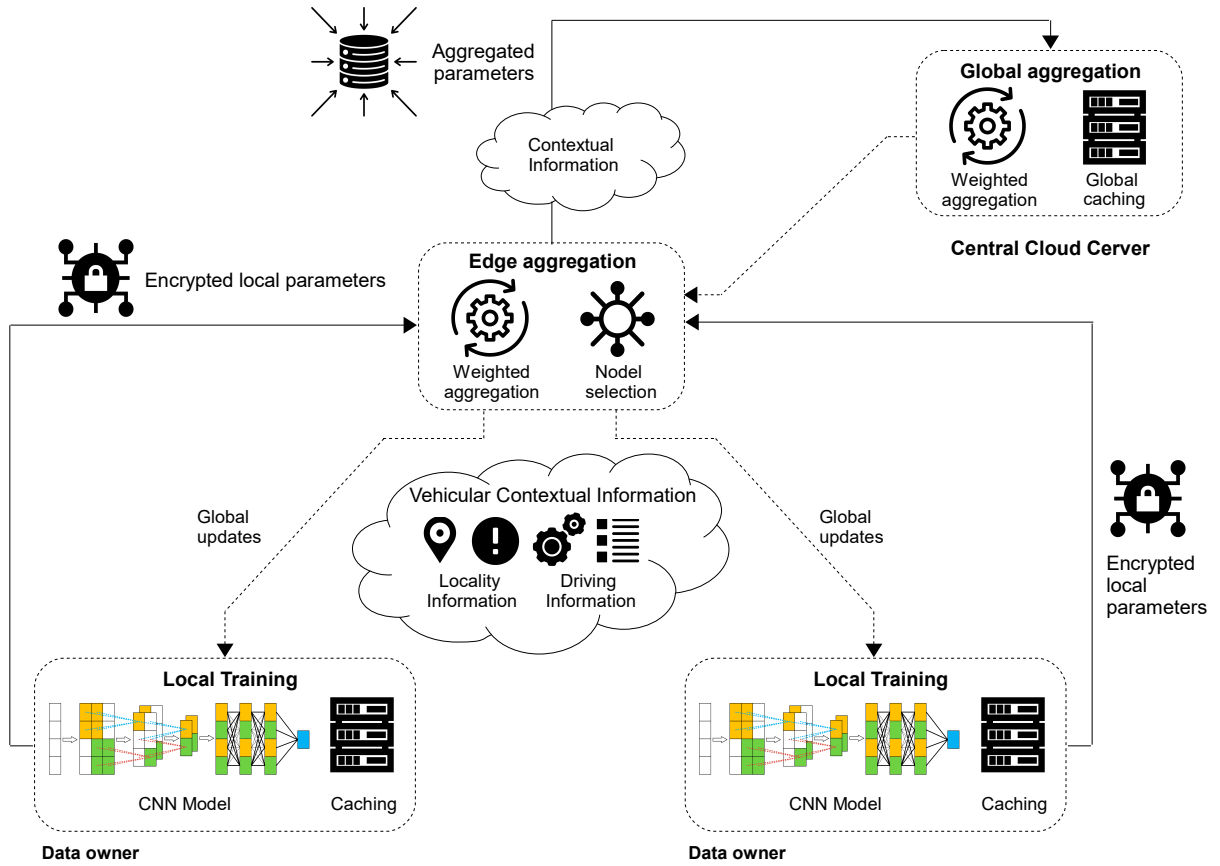 Aggregated
parameters
Global aggregation
Weighted
aggregation
Global
caching
Central Cloud Cerver
Contextual
Information
Encrypted local parameters
Edge aggregation
Weighted
aggregation
Nodel
selection
Vehicular Contextual Information
Locality
Information
Driving
Information
Global
updates
Global
updates
Encrypted
local
parameters
Local Training
CNN Model
Caching
Data owner
Local Training
CNN Model
Caching
Data owner